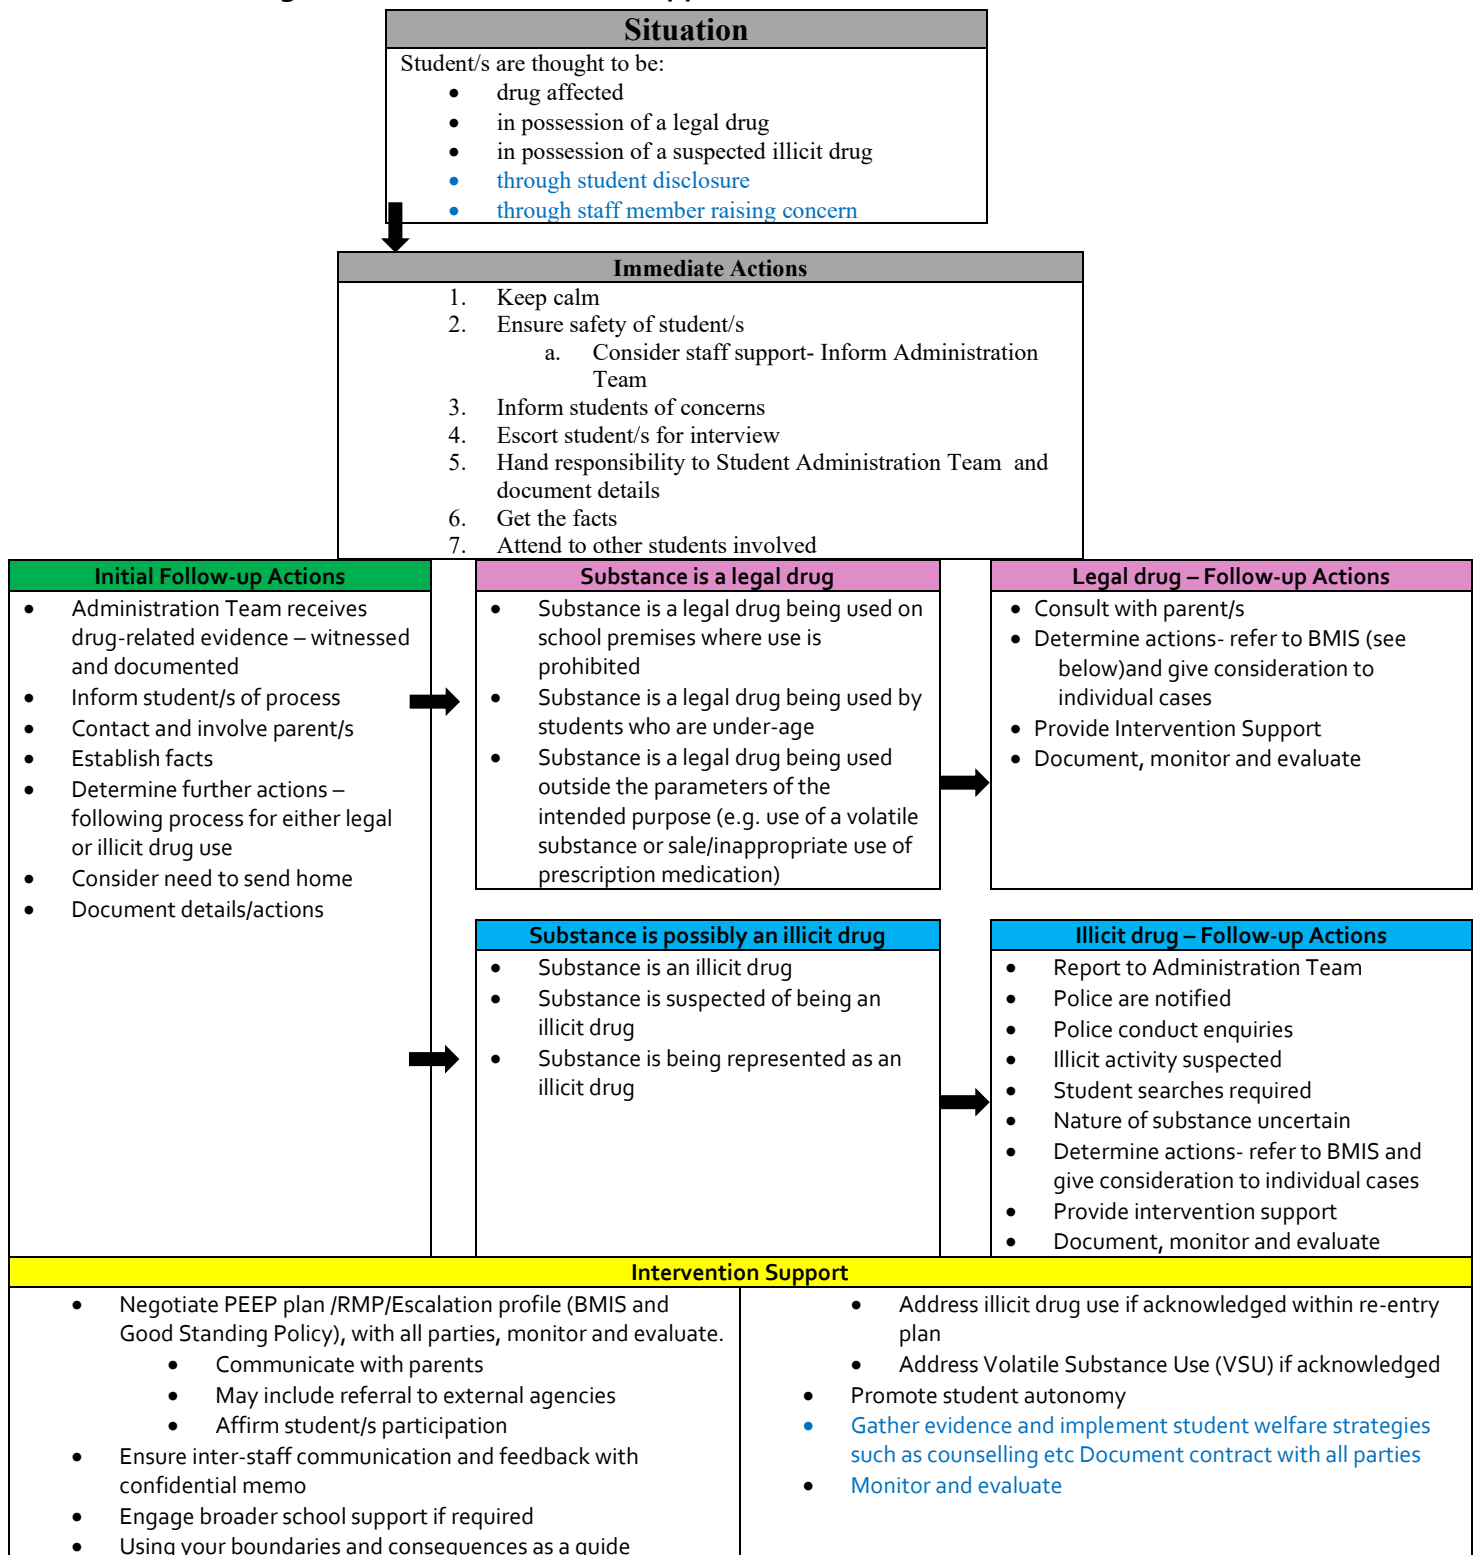 Situation
Student/s are thought to be:
• drug affected
• in possession of a legal drug
• in possession of a suspected illicit drug
• through student disclosure
• through staff member raising concern
Immediate Actions
1. Keep calm
2. Ensure safety of student/s
a. Consider staff support- Inform Administration
Team
3. Inform students of concerns
4. Escort student/s for interview
5. Hand responsibility to Student Administration Team and
document details
6. Get the facts
7. Attend to other students involved
Initial Follow-up Actions
• Administration Team receives
drug-related evidence – witnessed
and documented
• Inform student/s of process
• Contact and involve parent/s
• Establish facts
• Determine further actions –
following process for either legal
or illicit drug use
• Consider need to send home
• Document details/actions
Substance is a legal drug
• Substance is a legal drug being used on
school premises where use is
prohibited
• Substance is a legal drug being used by
students who are under-age
• Substance is a legal drug being used
outside the parameters of the
intended purpose (e.g. use of a volatile
substance or sale/inappropriate use of
prescription medication)
Legal drug – Follow-up Actions
• Consult with parent/s
• Determine actions- refer to BMIS (see
below)and give consideration to
individual cases
• Provide Intervention Support
• Document, monitor and evaluate
Substance is possibly an illicit drug
• Substance is an illicit drug
• Substance is suspected of being an
illicit drug
• Substance is being represented as an
illicit drug
Illicit drug – Follow-up Actions
• Report to Administration Team
• Police are notified
• Police conduct enquiries
• Illicit activity suspected
• Student searches required
• Nature of substance uncertain
• Determine actions- refer to BMIS and
give consideration to individual cases
• Provide intervention support
• Document, monitor and evaluate
Intervention Support
• Negotiate PEEP plan /RMP/Escalation profile (BMIS and
Good Standing Policy), with all parties, monitor and evaluate.
• Communicate with parents
• May include referral to external agencies
• Affirm student/s participation
• Ensure inter-staff communication and feedback with
confidential memo
• Engage broader school support if required
• Using your boundaries and consequences as a guide
• Address illicit drug use if acknowledged within re-entry
plan
• Address Volatile Substance Use (VSU) if acknowledged
• Promote student autonomy
• Gather evidence and implement student welfare strategies
such as counselling etc Document contract with all parties
• Monitor and evaluate